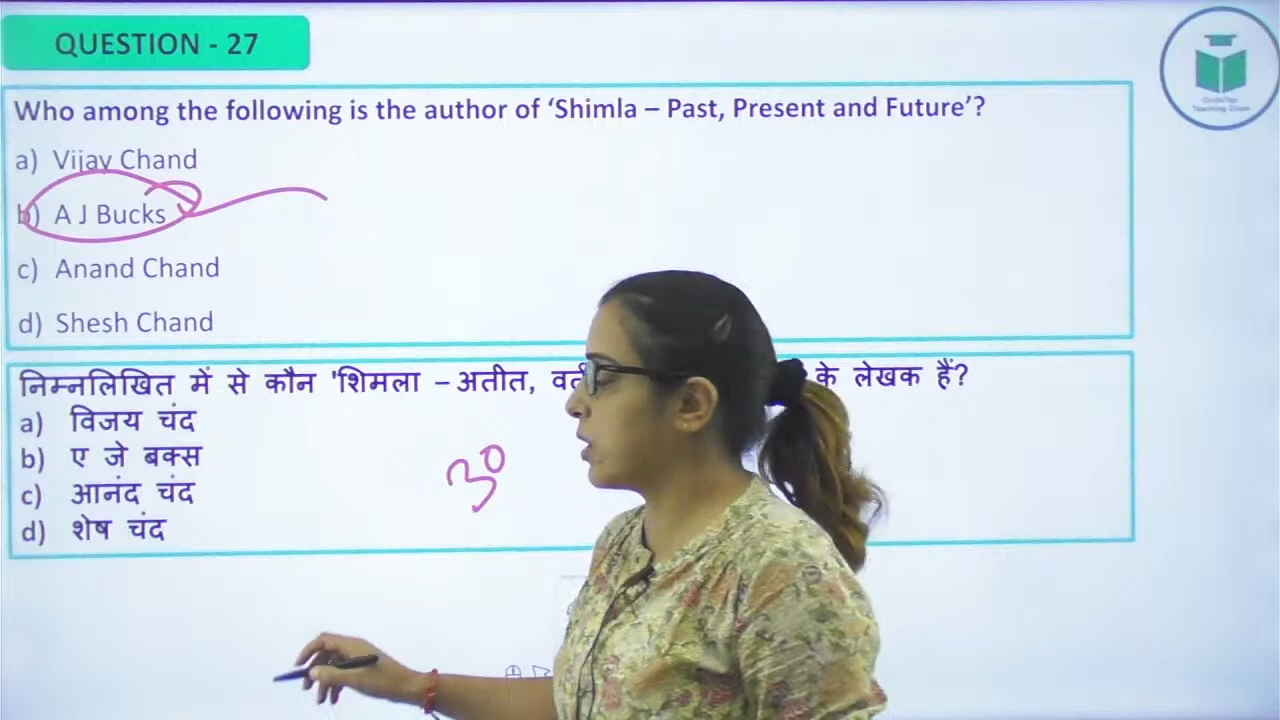 QUESTION - 27
Who among the following is the author of ‘Shimla – Past, Present and Future’?
a) Vijay Chand
b) A J Bucks
c) Anand Chand
d) Shesh Chand
निम्नलिखित में से कौन 'शिमला – अतीत, के लेखक हैं?
a) विजय चंद
b) ए जे बक्स
c) आनंद चंद
d) शेष चंद
30